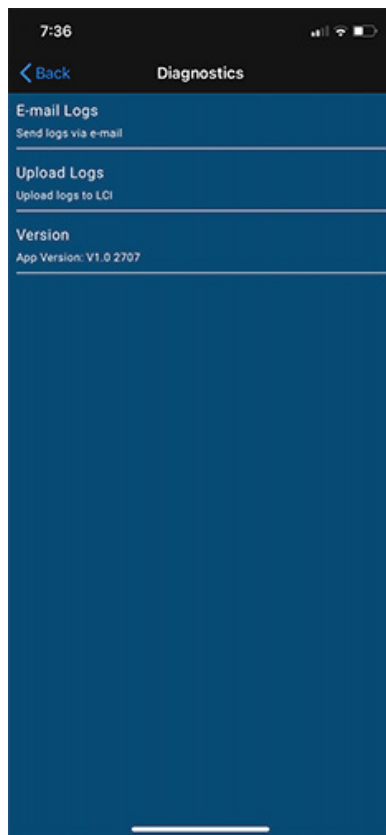 7:36
Back
Diagnostics
E-mail Logs
Send logs via e-mail
Upload Logs
Upload logs to LCI
Version
App Version: V1.0 2707